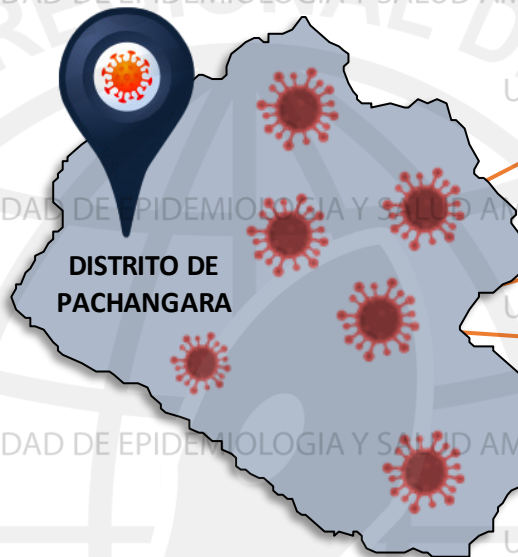 DISTRITO DE
PACHANGARA
DAD DE EPIDEMIOLOGIA Y SALUD AM
DAD DE EPIDEMIOLOGIA Y SALUD AM